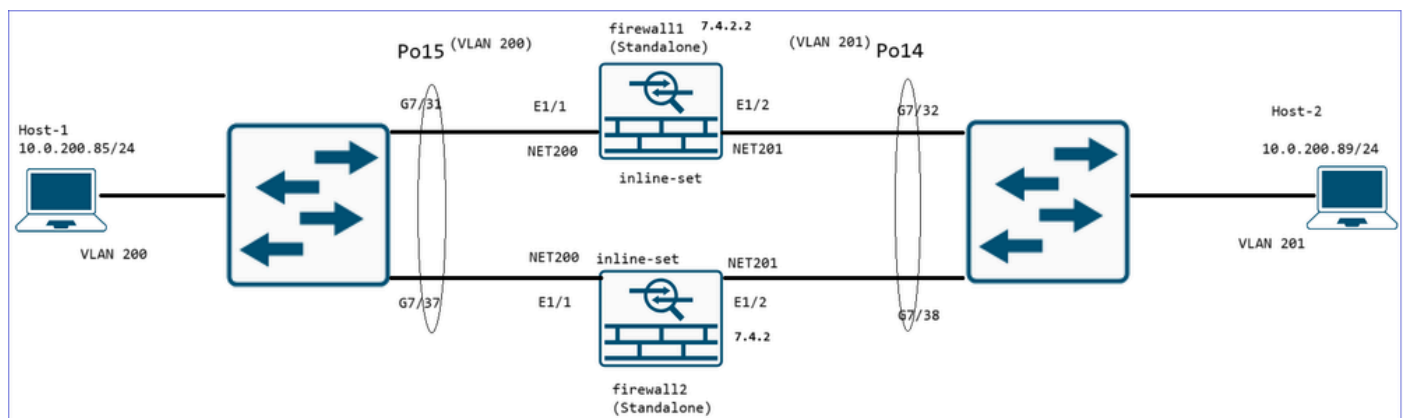 firewall1 7.4.2.2
(Standalone)
Po15 (VLAN 200)
(VLAN 201) Po14
G7/31
E1/1
E1/2
G7/32
Host-1
10.0.200.85/24
Host-2
10.0.200.89/24
NET200
NET201
inline-set
VLAN 200
VLAN 201
NET200
inline-set
NET201
G7/37
E1/1
E1/2
G7/38
7.4.2
firewall2
(Standalone)